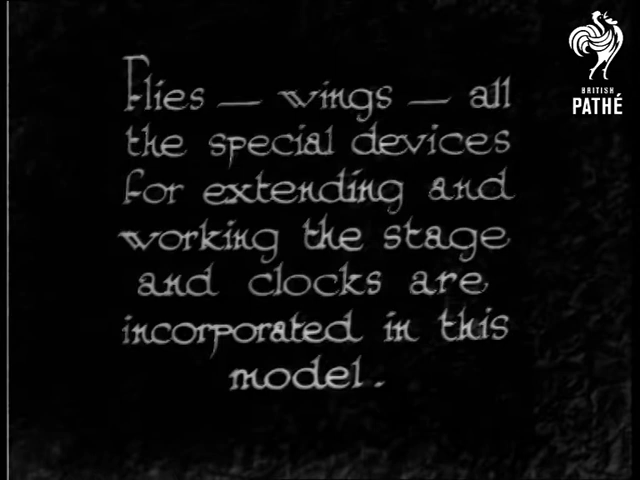 BRITISH
PATHÉ
Flies — wings — all
the special devices
for extending and
working the stage
and clocks are
incorporated in this
model.